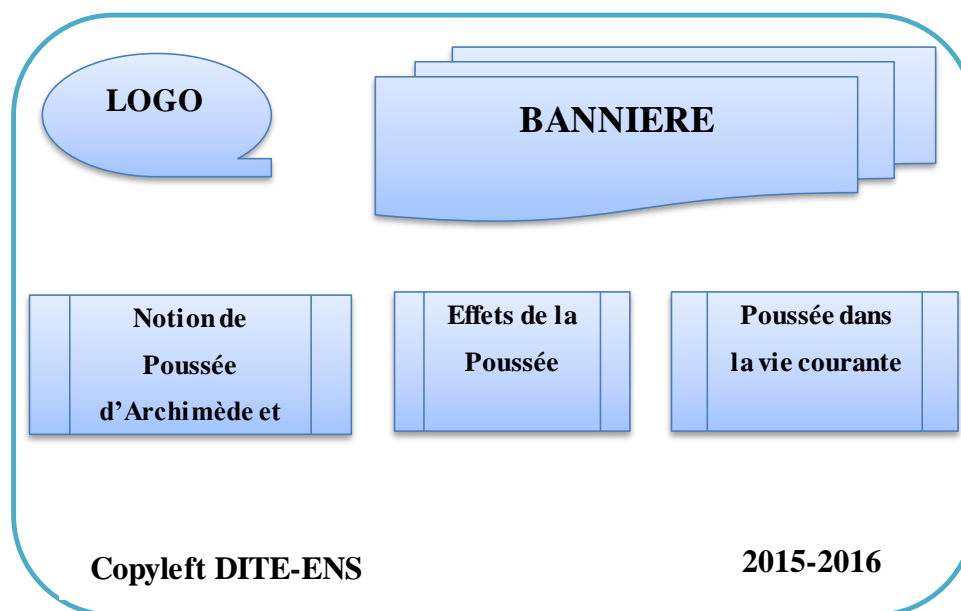 LOGO
BANNIERE
Notion de
Poussée
d’Archimède et
Effets de la
Poussée
Poussée dans
la vie courante
Copyleft DITE-ENS
2015-2016